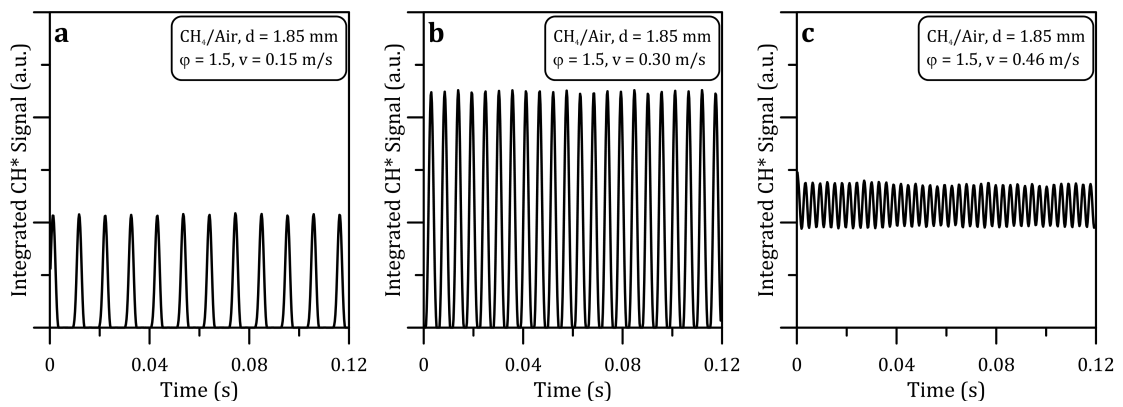 a
CH₄/Air, d = 1.85 mm
φ = 1.5, v = 0.15 m/s
Integrated CH* Signal (a.u.)
0
0.04
0.08
0.12
Time (s)
b
CH₄/Air, d = 1.85 mm
φ = 1.5, v = 0.30 m/s
Integrated CH* Signal (a.u.)
0
0.04
0.08
0.12
Time (s)
c
CH₄/Air, d = 1.85 mm
φ = 1.5, v = 0.46 m/s
Integrated CH* Signal (a.u.)
0
0.04
0.08
0.12
Time (s)